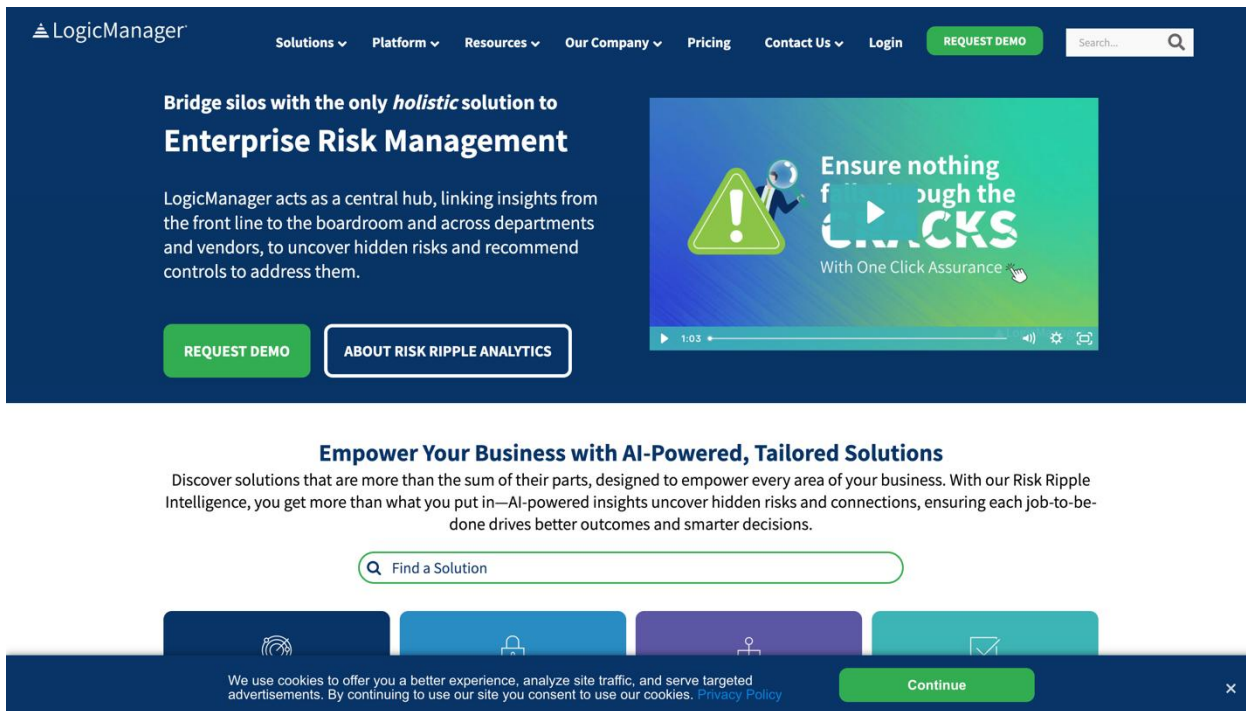 LogicManager
Solutions
Platform
Resources
Our Company
Pricing
Contact Us
Login
REQUEST DEMO
Search...
Bridge silos with the only holistic solution to
Enterprise Risk Management
LogicManager acts as a central hub, linking insights from
the front line to the boardroom and across departments
and vendors, to uncover hidden risks and recommend
controls to address them.
REQUEST DEMO
ABOUT RISK RIPPLE ANALYTICS
Ensure nothing
through the
CRACKS
With One Click Assurance
1:03
Empower Your Business with AI-Powered, Tailored Solutions
Discover solutions that are more than the sum of their parts, designed to empower every area of your business. With our Risk Ripple
Intelligence, you get more than what you put in—AI-powered insights uncover hidden risks and connections, ensuring each job-to-be-
done drives better outcomes and smarter decisions.
Find a Solution
We use cookies to offer you a better experience, analyze site traffic, and serve targeted
advertisements. By continuing to use our site you consent to use our cookies. Privacy Policy
Continue
×